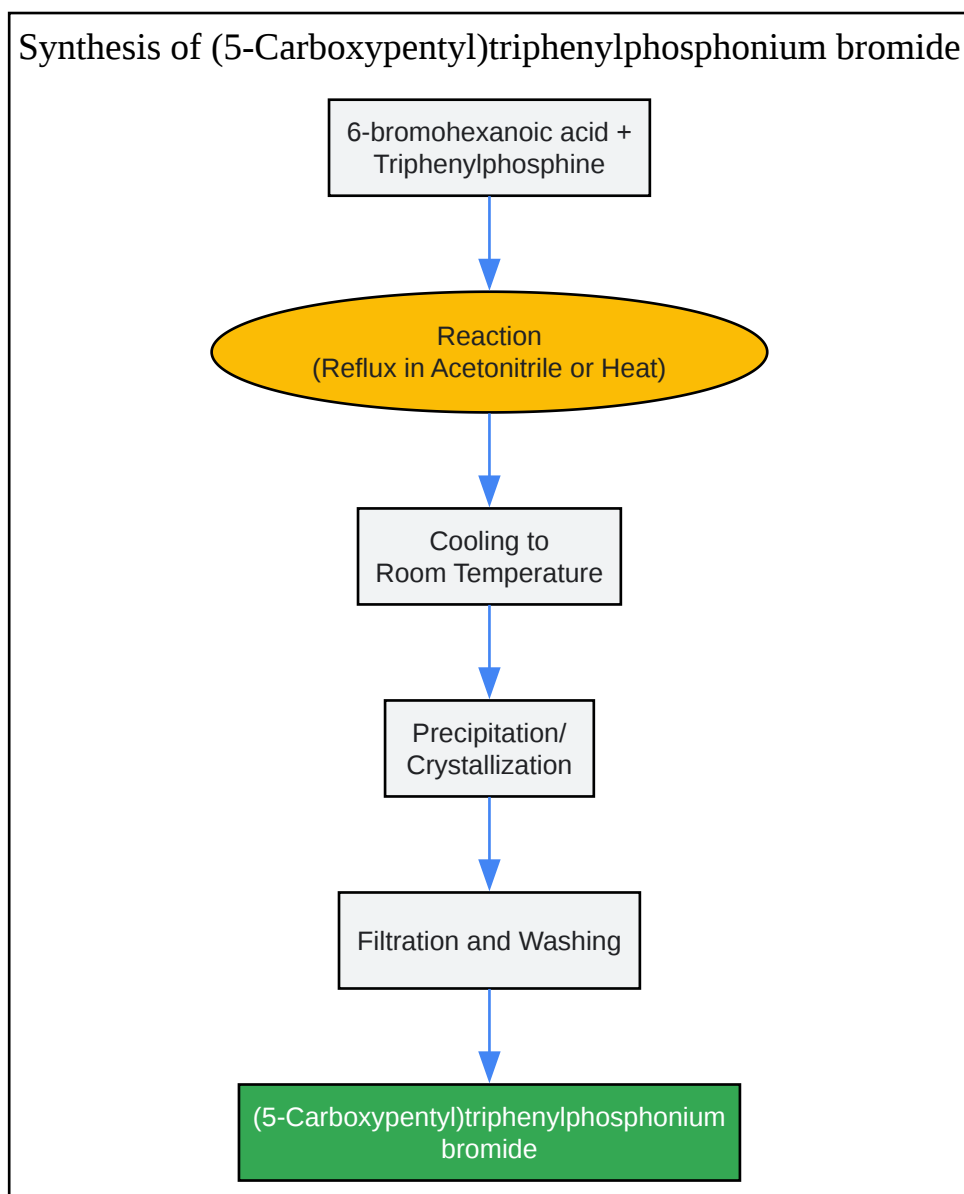 Synthesis of (5-Carboxypentyl)triphenylphosphonium bromide
6-bromohexanoic acid +
Triphenylphosphine
Reaction
(Reflux in Acetonitrile or Heat)
Cooling to
Room Temperature
Precipitation/
Crystallization
Filtration and Washing
(5-Carboxypentyl)triphenylphosphonium
bromide